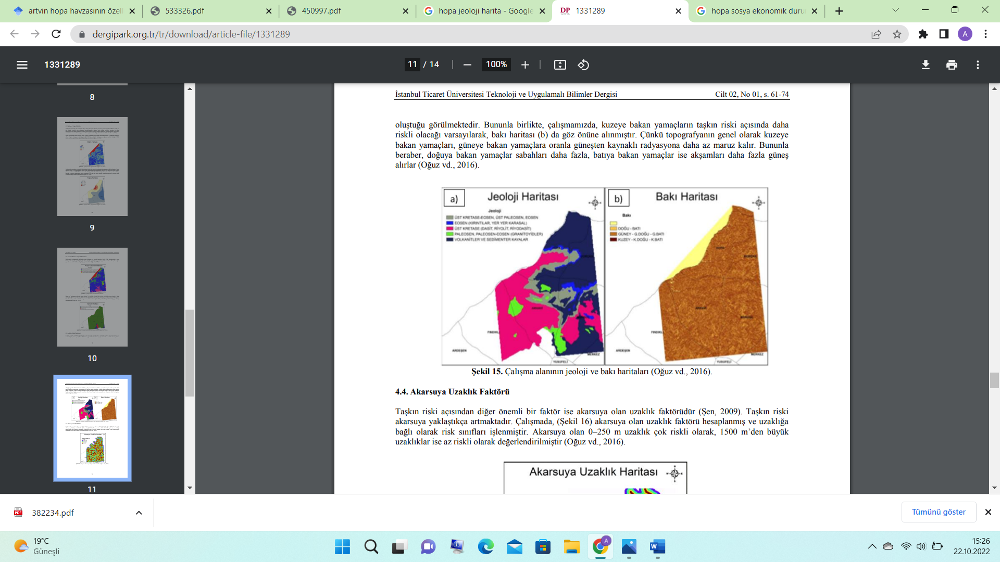 artvin hopa havzasının özell
533326.pdf
450997.pdf
hopa jeoloji harita - Google
DP 1331289
hopa sosya ekonomik duru
dergipark.org.tr/tr/download/article-file/1331289
A
1331289
11 / 14
100%
8
9
10
11
İstanbul Ticaret Üniversitesi Teknoloji ve Uygulamalı Bilimler Dergisi Cilt 02, No 01, s. 61-74
oluştuğu görülmektedir. Bununla birlikte, çalışmamızda, kuzeye bakan yamaçların taşkın riski açısında daha
riskli olacağı varsayılarak, bakı haritası (b) da göz önüne alınmıştır. Çünkü topografyanın genel olarak kuzeye
bakan yamaçları, güneye bakan yamaçlara oranla güneşten kaynaklı radyasyona daha az maruz kalır. Bununla
beraber, doğuya bakan yamaçlar sabahları daha fazla, batıya bakan yamaçlar ise akşamları daha fazla güneş
alırlar (Oğuz vd., 2016).
a) Jeoloji Haritası
Jeoloji
ÜST KRETASE-EOSEN, ÜST PALEOSEN, EOSEN
EOSEN (KIRINTILAR, YER YER KARASAL)
ÜST KRETASE (DASİT, RİYOLİT, RİYODASİT)
PALEOSEN, PALEOSEN-EOSEN (GRANİTOYİDLER)
VOLKANİTLER VE SEDİMENTER KAYALAR
FINDIKL
ARDEŞEN
YUSUFELİ
MERKEZ
b) Bakı Haritası
Bakı
DOĞU - BATI
GÜNEY - G.DOĞU - G.BATI
KUZEY - K.DOĞU - K.BATI
FINDIKL
ARDEŞEN
YUSUFELİ
MERKEZ
Şekil 15. Çalışma alanının jeoloji ve bakı haritaları (Oğuz vd., 2016).
4.4. Akarsuya Uzaklık Faktörü
Taşkın riski açısından diğer önemli bir faktör ise akarsuya olan uzaklık faktörüdür (Şen, 2009). Taşkın riski
akarsuya yaklaştıkça artmaktadır. Çalışmada, (Şekil 16) akarsuya olan uzaklık faktörü hesaplanmış ve uzaklığa
bağlı olarak risk sınıfları işlenmiştir. Akarsuya olan 0–250 m uzaklık çok riskli olarak, 1500 m’den büyük
uzaklıklar ise az riskli olarak değerlendirilmiştir (Oğuz vd., 2016).
Akarsuya Uzaklık Haritası
382234.pdf
Tümünü göster
19°C
Güneşli
15:26
22.10.2022